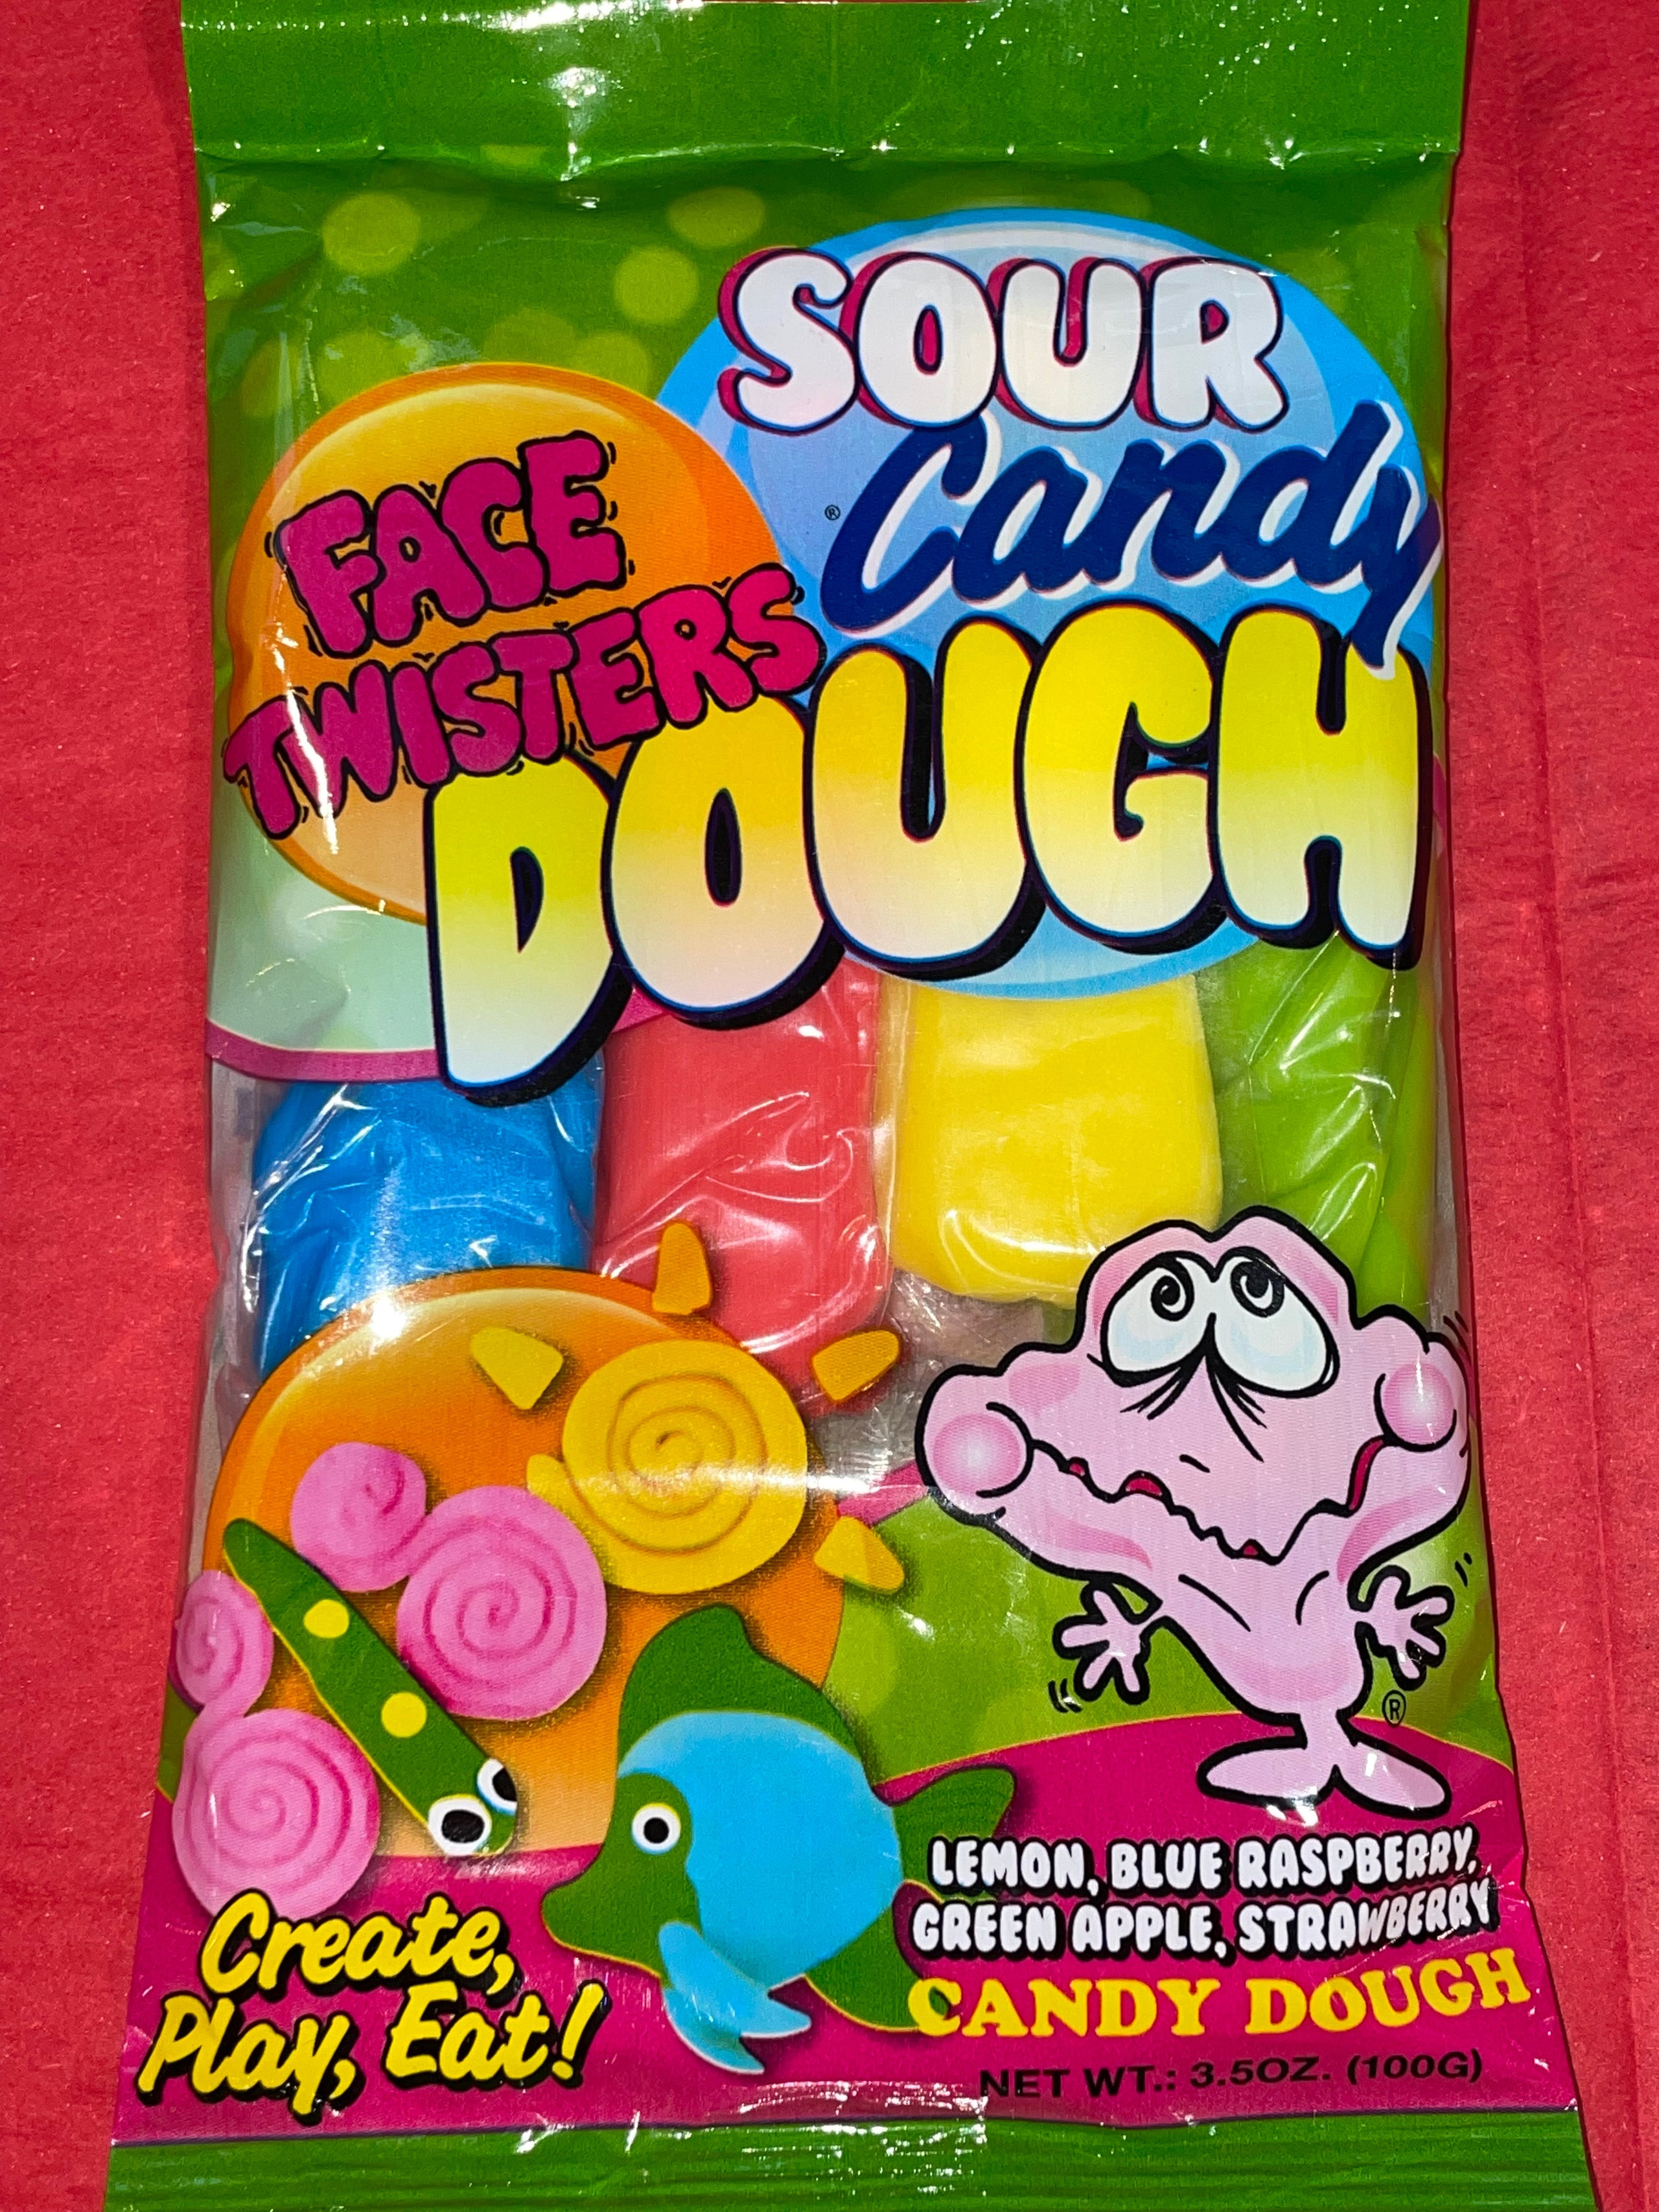 SOUR
Candy
®
FACE
TWISTERS
DOUGH
®
LEMON, BLUE RASPBERRY,
GREEN APPLE, STRAWBERRY
CANDY DOUGH
NET WT.: 3.5OZ. (100G)
Create,
Play, Eat!